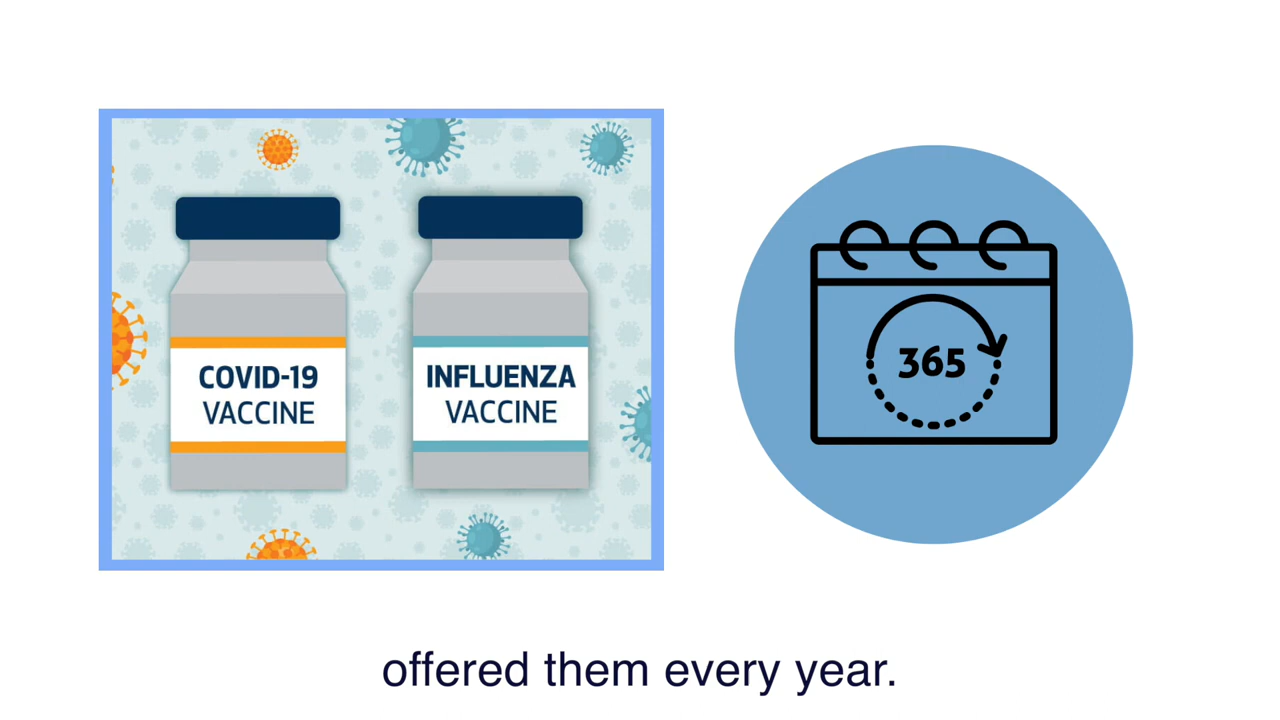 COVID-19
VACCINE
INFLUENZA
VACCINE
365
offered them every year.